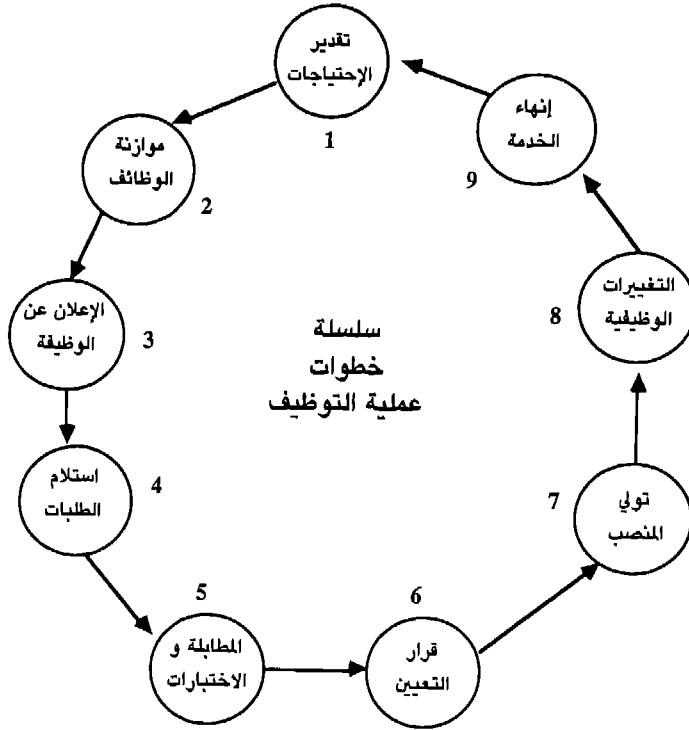 تقدير
الإحتياجات
1
موازنة
الوظائف
2
الإعلان عن
الوظيفة
3
استلام
الطلبات
4
المطابلة و
الاختبارات
5
قرار
التعيين
6
تولي
المنصب
7
التغييرات
الوظيفية
8
إنهاء
الخدمة
9
سلسلة
خطوات
عملية التوظيف